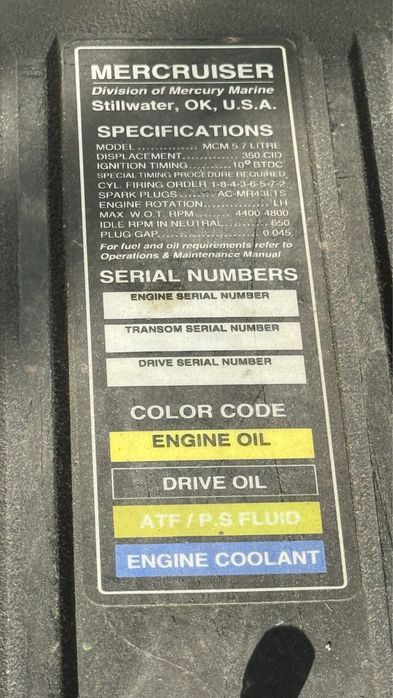 MERCRUISER
Division of Mercury Marine
Stillwater, OK, U.S.A.
SPECIFICATIONS
MODEL .............. MCM 5.7 LITRE
DISPLACEMENT............. 350 CID
IGNITION TIMING........... 10° BTDC
SPECIAL TIMING PROCEDURE REQUIRED,
CYL. FIRING ORDER 1-8-4-3-6-5-7-2
SPARK PLUGS......... AC-MR43LTS
ENGINE ROTATION................ LH
MAX. W.O.T. RPM........ 4400 4800
IDLE RPM IN NEUTRAL........... 650
PLUG GAP....................... 0.045
For fuel and oil requirements refer to
Operations & Maintenance Manual
SERIAL NUMBERS
ENGINE SERIAL NUMBER
TRANSOM SERIAL NUMBER
DRIVE SERIAL NUMBER
COLOR CODE
ENGINE OIL
DRIVE OIL
ATF / P.S FLUID
ENGINE COOLANT